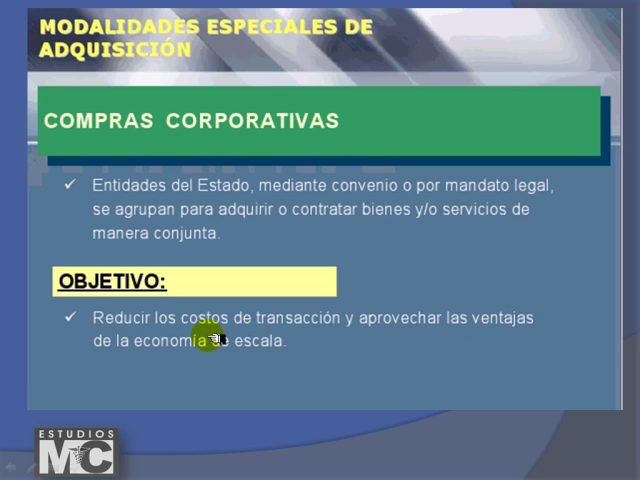 MODALIDADES ESPECIALES DE
ADQUISICIÓN
COMPRAS CORPORATIVAS
✓ Entidades del Estado, mediante convenio o por mandato legal,
se agrupan para adquirir o contratar bienes y/o servicios de
manera conjunta.
OBJETIVO:
✓ Reducir los costos de transacción y aprovechar las ventajas
de la economía de escala.
ESTUDIOS
MC